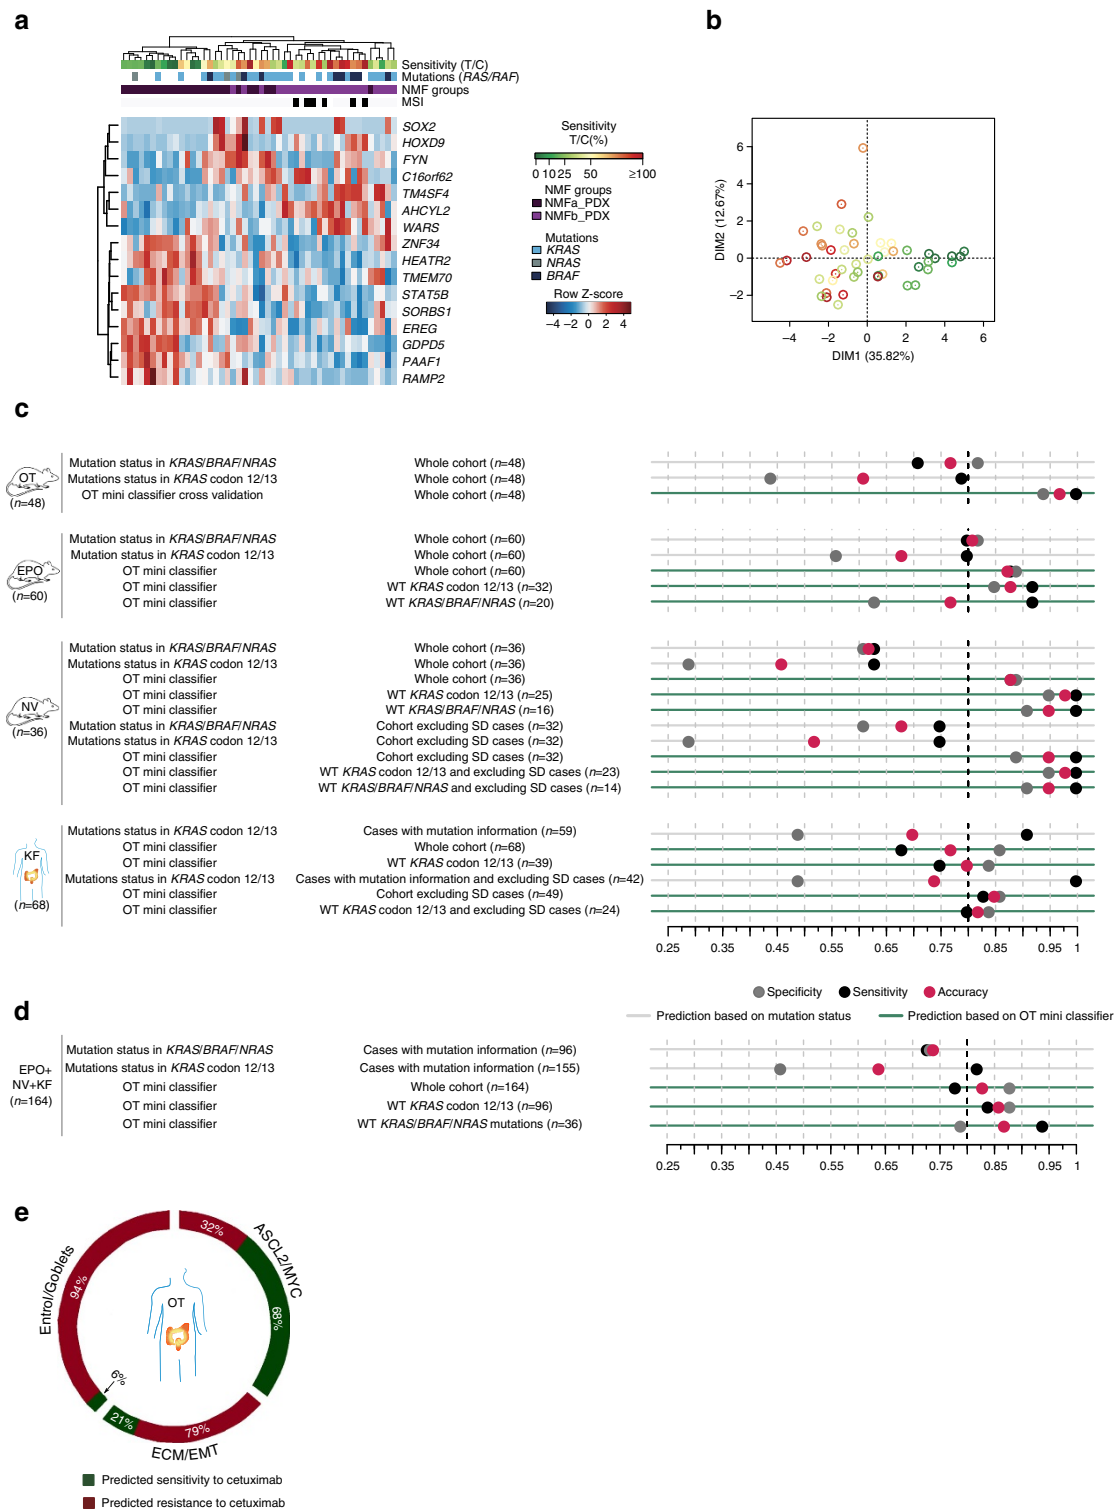 a
Sensitivity (T/C)
Mutations (RAS/RAF)
NMF groups
MSI
SOX2
HOXD9
FYN
C16orf62
TM4SF4
AHCYL2
WARS
ZNF34
HEATR2
TMEM70
STAT5B
SORBS1
EREG
GDPD5
PAAF1
RAMP2
Sensitivity
T/C(%)
0 1025 50 ≥100
NMF groups
NMFa_PDX
NMFb_PDX
Mutations
KRAS
NRAS
BRAF
Row Z-score
−4 −2 0 2 4
b
DIM2 (12.67%)
6
4
2
0
−2
−4 −2 0 2 4 6
DIM1 (35.82%)
c
OT
(n=48)
Mutation status in KRAS/BRAF/NRAS Whole cohort (n=48)
Mutations status in KRAS codon 12/13 Whole cohort (n=48)
OT mini classifier cross validation Whole cohort (n=48)
EPO
(n=60)
Mutation status in KRAS/BRAF/NRAS Whole cohort (n=60)
Mutation status in KRAS codon 12/13 Whole cohort (n=60)
OT mini classifier Whole cohort (n=60)
OT mini classifier WT KRAS codon 12/13 (n=32)
OT mini classifier WT KRAS/BRAF/NRAS (n=20)
NV
(n=36)
Mutation status in KRAS/BRAF/NRAS Whole cohort (n=36)
Mutations status in KRAS codon 12/13 Whole cohort (n=36)
OT mini classifier Whole cohort (n=36)
OT mini classifier WT KRAS codon 12/13 (n=25)
OT mini classifier WT KRAS/BRAF/NRAS (n=16)
Mutation status in KRAS/BRAF/NRAS Cohort excluding SD cases (n=32)
Mutations status in KRAS codon 12/13 Cohort excluding SD cases (n=32)
OT mini classifier Cohort excluding SD cases (n=32)
OT mini classifier WT KRAS codon 12/13 and excluding SD cases (n=23)
OT mini classifier WT KRAS/BRAF/NRAS and excluding SD cases (n=14)
KF
(n=68)
Mutations status in KRAS codon 12/13 Cases with mutation information (n=59)
OT mini classifier Whole cohort (n=68)
OT mini classifier WT KRAS codon 12/13 (n=39)
Mutations status in KRAS codon 12/13 Cases with mutation information and excluding SD cases (n=42)
OT mini classifier Cohort excluding SD cases (n=49)
OT mini classifier WT KRAS codon 12/13 and excluding SD cases (n=24)
0.25 0.35 0.45 0.55 0.65 0.75 0.85 0.95 1
Specificity Sensitivity Accuracy
Prediction based on mutation status Prediction based on OT mini classifier
d
EPO+
NV+KF
(n=164)
Mutation status in KRAS/BRAF/NRAS Cases with mutation information (n=96)
Mutations status in KRAS codon 12/13 Cases with mutation information (n=155)
OT mini classifier Whole cohort (n=164)
OT mini classifier WT KRAS codon 12/13 (n=96)
OT mini classifier WT KRAS/BRAF/NRAS mutations (n=36)
0.25 0.35 0.45 0.55 0.65 0.75 0.85 0.95 1
e
Entrol/Goblets
94%
6%
ASCL2/MYC
32%
68%
ECM/EMT
21%
79%
OT
Predicted sensitivity to cetuximab
Predicted resistance to cetuximab